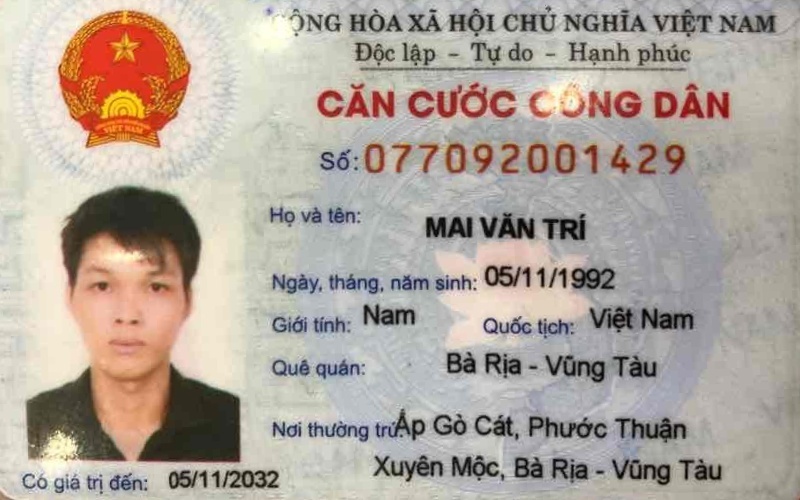 CỘNG HÒA XÃ HỘI CHỦ NGHĨA VIỆT NAM
Độc lập - Tự do - Hạnh phúc
CĂN CƯỚC CÔNG DÂN
Số: 077092001429
Họ và tên: MAI VĂN TRÍ
Ngày, tháng, năm sinh: 05/11/1992
Giới tính: Nam Quốc tịch: Việt Nam
Quê quán: Bà Rịa - Vũng Tàu
Nơi thường trú: Ấp Gò Cát, Phước Thuận
Xuyên Mộc, Bà Rịa - Vũng Tàu
Có giá trị đến: 05/11/2032
VIỆT NAM